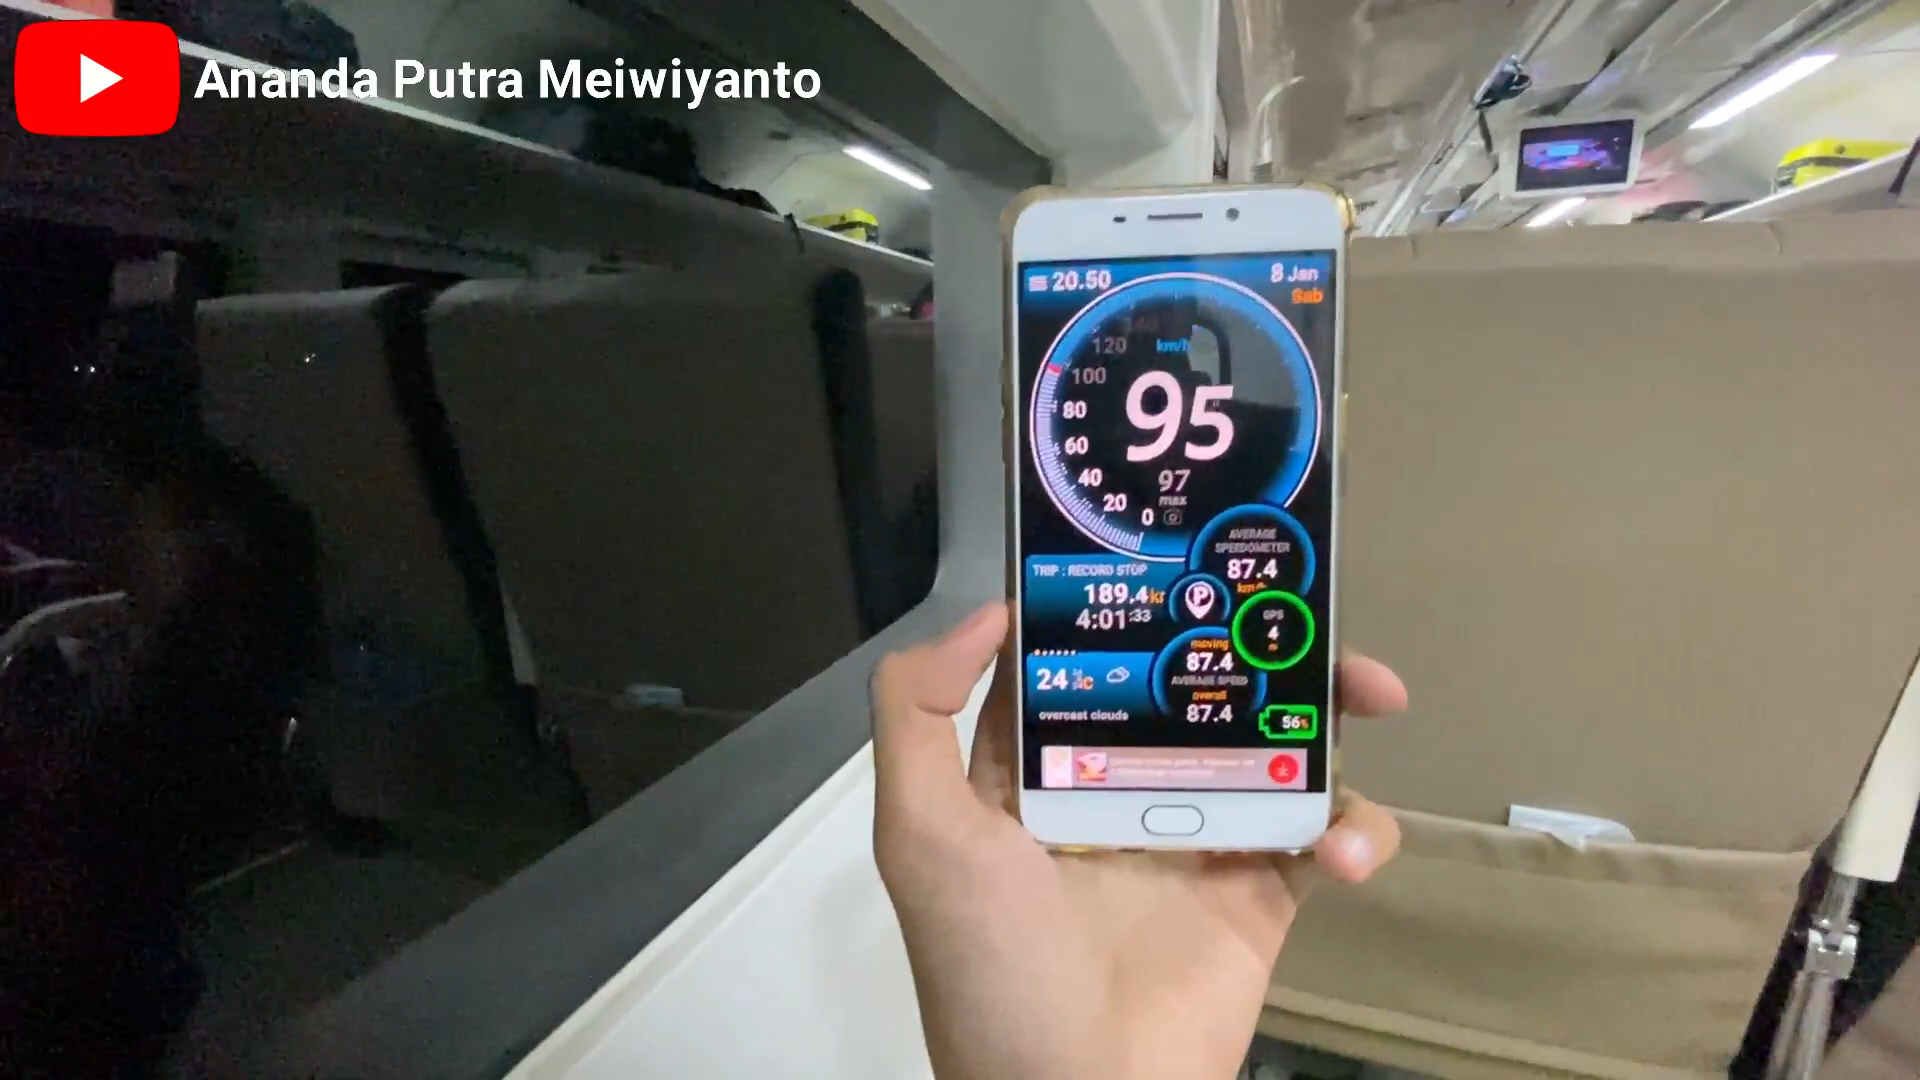 Ananda Putra Meiwiyanto
20.50
8 Jan
Sab
140
120
km/h
100
80
60
40
20
0
95
97
max
AVERAGE
SPEEDOMETER
87.4
km/h
TRIP : RECORD STOP
189.4
4:01:33
P
GPS
4
m
moving
87.4
AVERAGE SPEED
overall
87.4
24
c
overcast clouds
56%